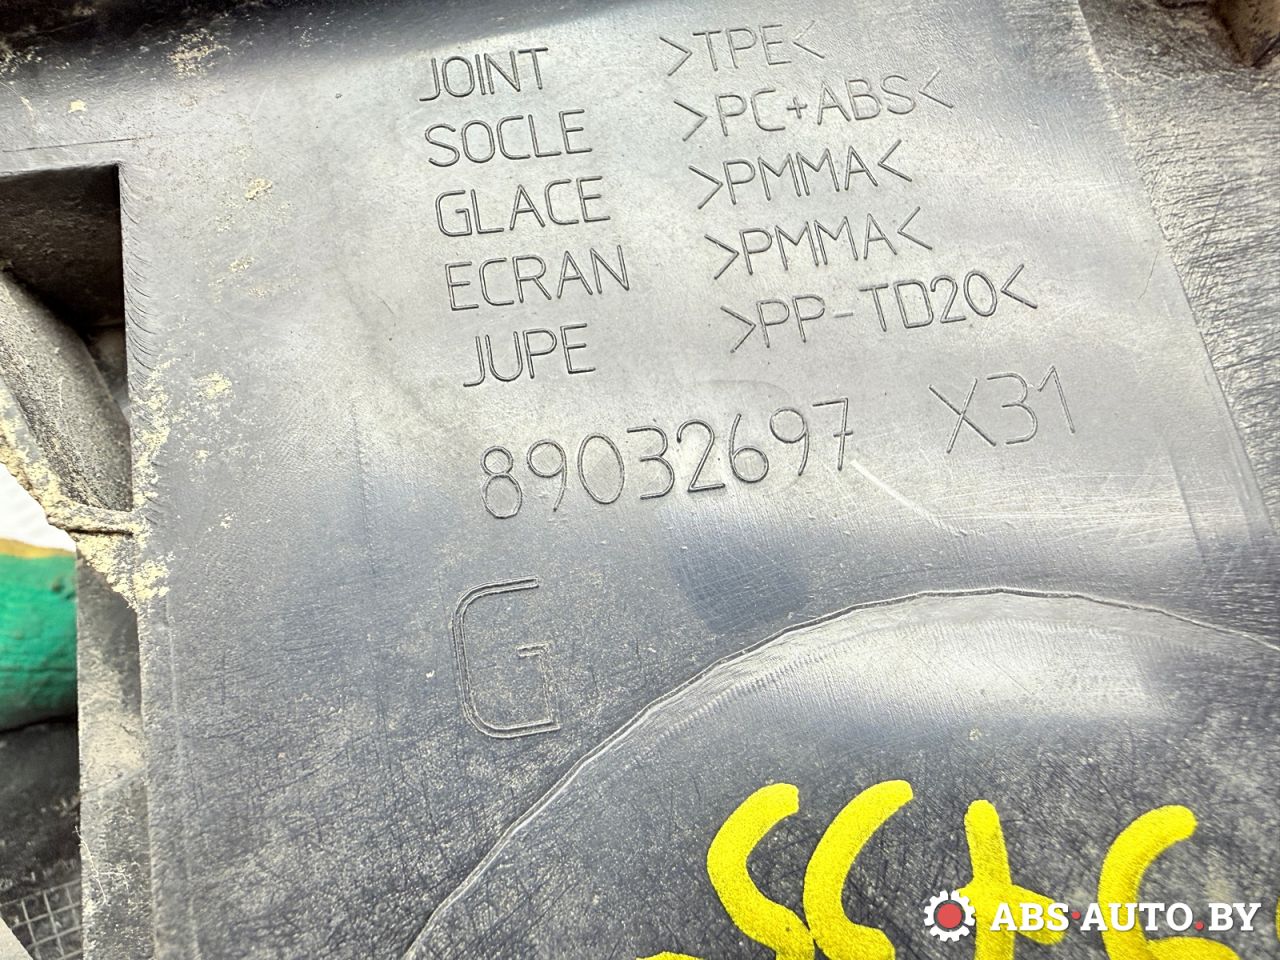 JOINT >TPE<
SOCLE >PC+ABS<
GLACE >PMMA<
ECRAN >PMMA<
JUPE >PP-TD20<
89032697 X31
G
ABS-AUTO.BY